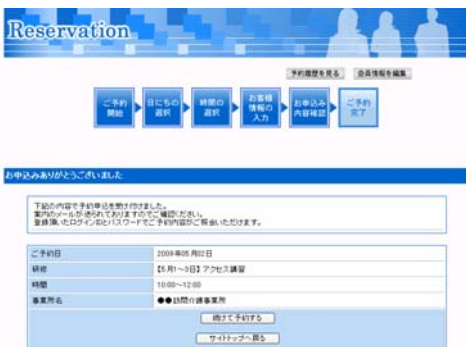 Reservation
予約履歴を見る 会員情報を編集
ご予約開始 日にちの選択 時間の選択 お客様情報の入力 お申込み内容確認 ご予約完了
お申込みありがとうございました
下記の内容で予約申込を受け付けました。
案内のメールが送られておりますのでご確認ください。
登録頂いたログインIDとパスワードでご予約内容がご照会いただけます。
ご予約日 2009年05月02日
研修 【5月1～3日】アクセス講習
時間 10:00～12:00
事業所名 ●●訪問介護事業所
続けて予約する
サイトトップへ戻る